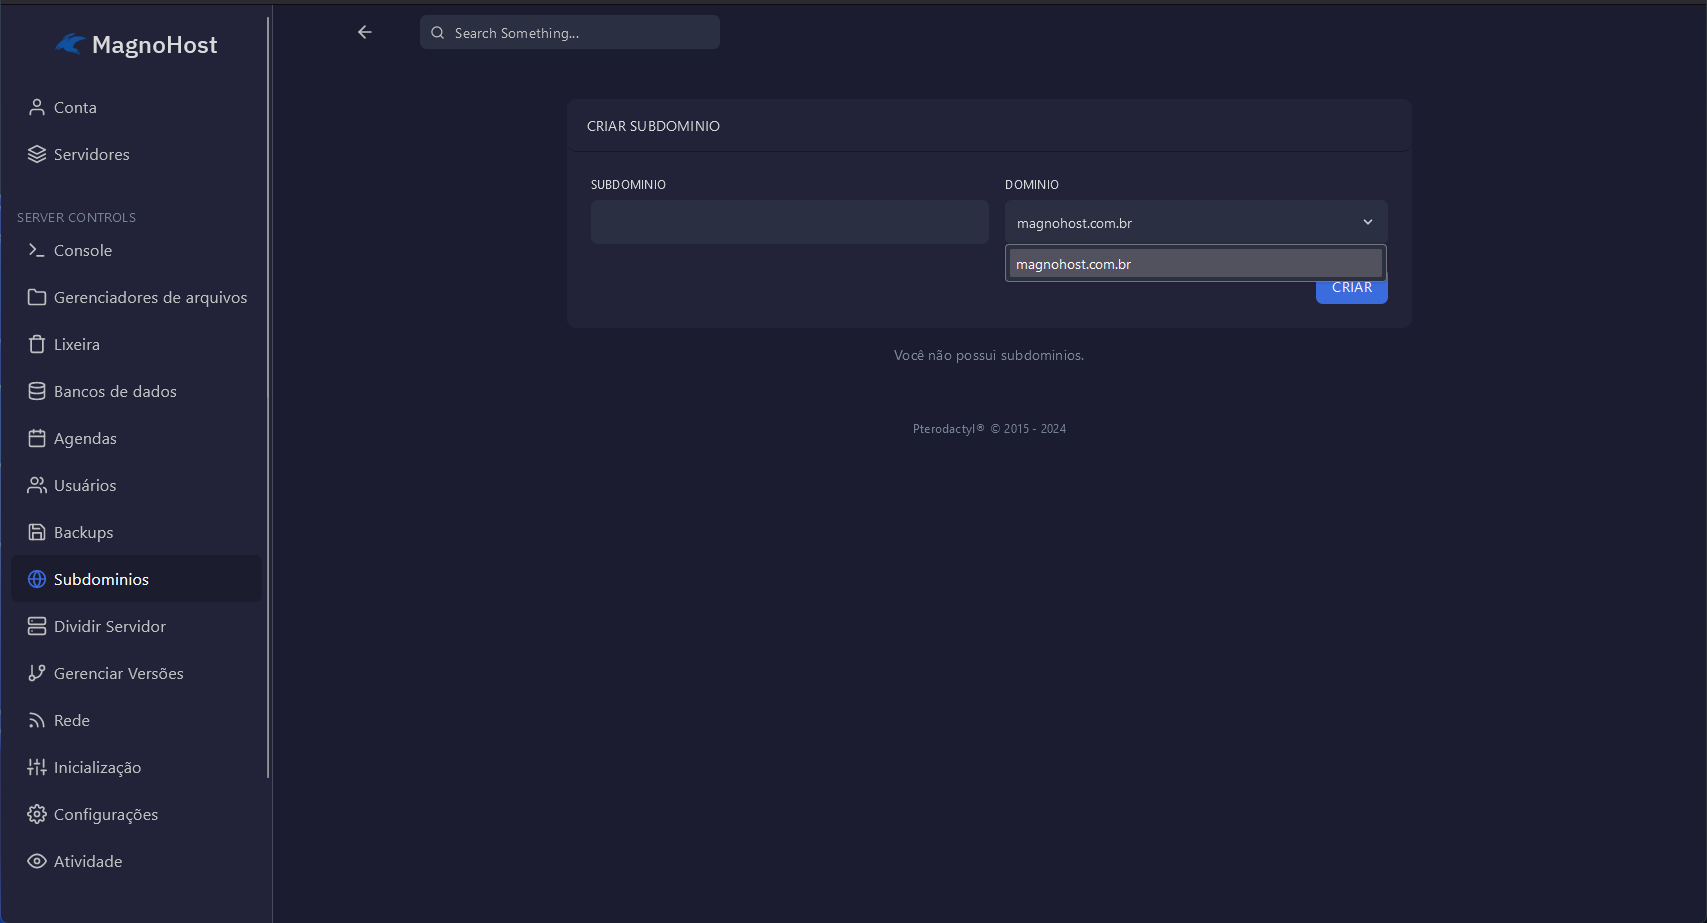 MagnoHost
Search Something...
Conta
Servidores
SERVER CONTROLS
Console
Gerenciadores de arquivos
Lixeira
Bancos de dados
Agendas
Usuários
Backups
Subdominios
Dividir Servidor
Gerenciar Versões
Rede
Inicialização
Configurações
Atividade
CRIAR SUBDOMINIO
SUBDOMINIO
DOMINIO
magnohost.com.br
magnohost.com.br
CRIAR
Você não possui subdominios.
Pterodactyl® © 2015 - 2024